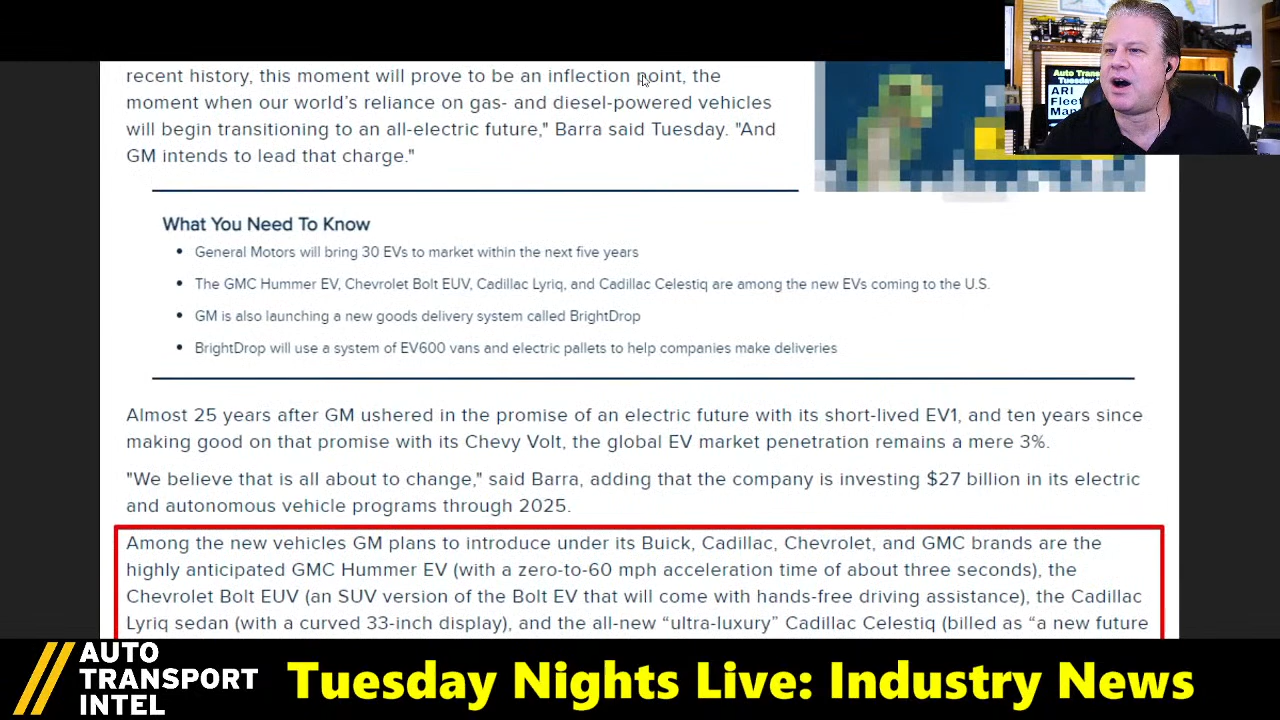 recent history, this moment will prove to be an inflection point, the
moment when our world's reliance on gas- and diesel-powered vehicles
will begin transitioning to an all-electric future," Barra said Tuesday. "And
GM intends to lead that charge."
Auto Tran
Tuesday
ARI
Flee
Man
What You Need To Know
• General Motors will bring 30 EVs to market within the next five years
• The GMC Hummer EV, Chevrolet Bolt EUV, Cadillac Lyriq, and Cadillac Celestiq are among the new EVs coming to the U.S.
• GM is also launching a new goods delivery system called BrightDrop
• BrightDrop will use a system of EV600 vans and electric pallets to help companies make deliveries
Almost 25 years after GM ushered in the promise of an electric future with its short-lived EV1, and ten years since
making good on that promise with its Chevy Volt, the global EV market penetration remains a mere 3%.
"We believe that is all about to change," said Barra, adding that the company is investing $27 billion in its electric
and autonomous vehicle programs through 2025.
Among the new vehicles GM plans to introduce under its Buick, Cadillac, Chevrolet, and GMC brands are the
highly anticipated GMC Hummer EV (with a zero-to-60 mph acceleration time of about three seconds), the
Chevrolet Bolt EUV (an SUV version of the Bolt EV that will come with hands-free driving assistance), the Cadillac
Lyriq sedan (with a curved 33-inch display), and the all-new “ultra-luxury” Cadillac Celestiq (billed as “a new future
AUTO
TRANSPORT
INTEL
Tuesday Nights Live: Industry News